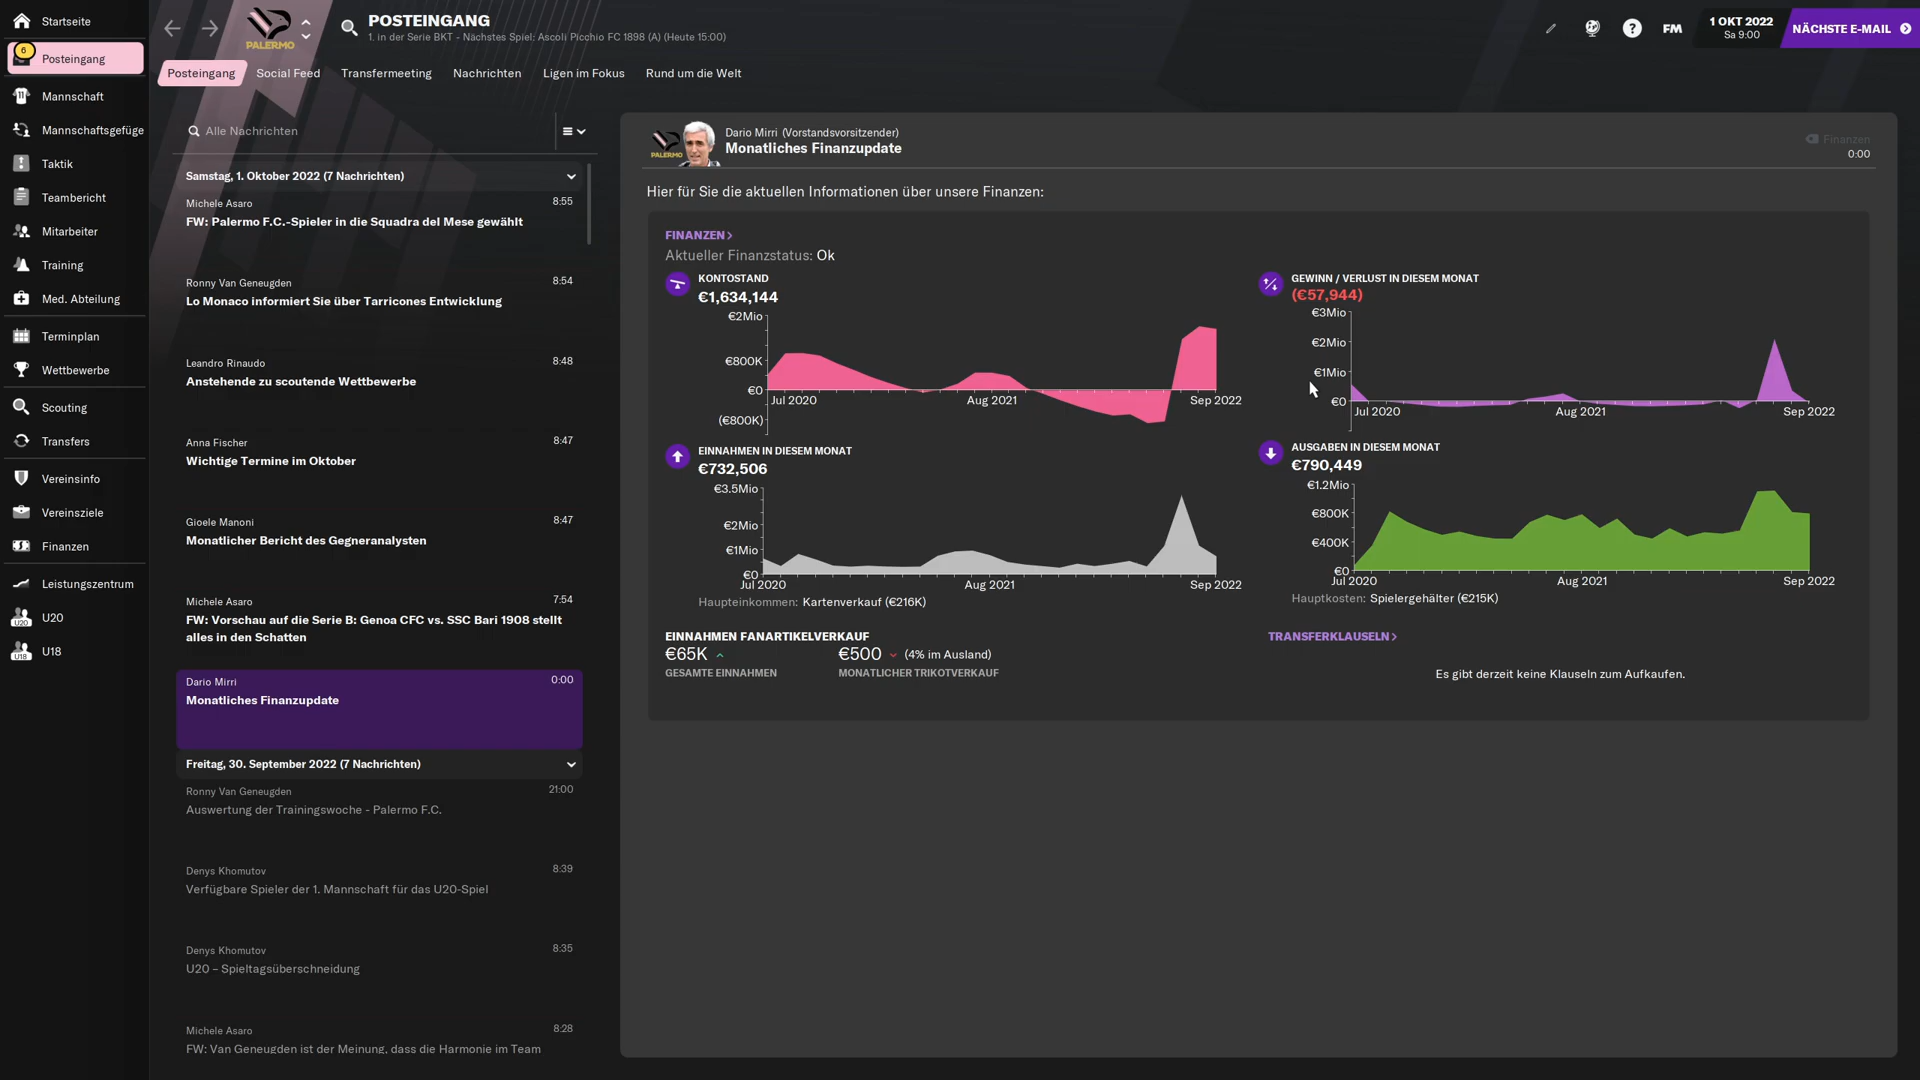 Startseite
6
Posteingang
Mannschaft
Mannschaftsgefüge
Taktik
Teambericht
Mitarbeiter
Training
Med. Abteilung
Terminplan
Wettbewerbe
Scouting
Transfers
Vereinsinfo
Vereinsziele
Finanzen
Leistungszentrum
U20
U20
U18
U18
PALERMO
POSTEINGANG
1. in der Serie BKT - Nächstes Spiel: Ascoli Picchio FC 1898 (A) (Heute 15:00)
FM
1 OKT 2022
Sa 9:00
NÄCHSTE E-MAIL
Posteingang
Social Feed
Transfermeeting
Nachrichten
Ligen im Fokus
Rund um die Welt
Alle Nachrichten
Samstag, 1. Oktober 2022 (7 Nachrichten)
Michele Asaro 8:55
FW: Palermo F.C.-Spieler in die Squadra del Mese gewählt
Ronny Van Geneugden 8:54
Lo Monaco informiert Sie über Tarricones Entwicklung
Leandro Rinaudo 8:48
Anstehende zu scoutende Wettbewerbe
Anna Fischer 8:47
Wichtige Termine im Oktober
Gioele Manoni 8:47
Monatlicher Bericht des Gegneranalysten
Michele Asaro 7:54
FW: Vorschau auf die Serie B: Genoa CFC vs. SSC Bari 1908 stellt
alles in den Schatten
Dario Mirri 0:00
Monatliches Finanzupdate
Freitag, 30. September 2022 (7 Nachrichten)
Ronny Van Geneugden 21:00
Auswertung der Trainingswoche - Palermo F.C.
Denys Khomutov 8:39
Verfügbare Spieler der 1. Mannschaft für das U20-Spiel
Denys Khomutov 8:35
U20 – Spieltagsüberschneidung
Michele Asaro 8:28
FW: Van Geneugden ist der Meinung, dass die Harmonie im Team
PALERMO
Dario Mirri (Vorstandsvorsitzender)
Monatliches Finanzupdate
Finanzen
0:00
Hier für Sie die aktuellen Informationen über unsere Finanzen:
FINANZEN
Aktueller Finanzstatus: Ok
KONTOSTAND
€1,634,144
€2Mio
€800K
€0
(€800K)
Jul 2020
Aug 2021
Sep 2022
GEWINN / VERLUST IN DIESEM MONAT
(€57,944)
€3Mio
€2Mio
€1Mio
€0
Jul 2020
Aug 2021
Sep 2022
EINNAHMEN IN DIESEM MONAT
€732,506
€3.5Mio
€2Mio
€1Mio
€0
Jul 2020
Aug 2021
Sep 2022
Haupteinkommen: Kartenverkauf (€216K)
AUSGABEN IN DIESEM MONAT
€790,449
€1.2Mio
€800K
€400K
€0
Jul 2020
Aug 2021
Sep 2022
Hauptkosten: Spielergehälter (€215K)
EINNAHMEN FANARTIKELVERKAUF
€65K
GESAMTE EINNAHMEN
€500 (4% im Ausland)
MONATLICHER TRIKOTVERKAUF
TRANSFERKLAUSELN
Es gibt derzeit keine Klauseln zum Aufkaufen.